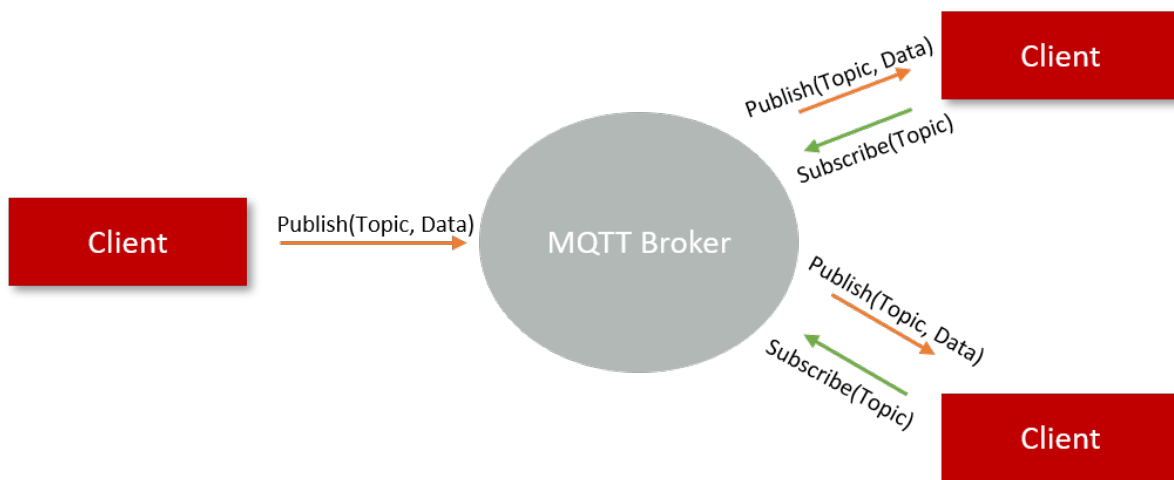 Client
Publish(Topic, Data)
MQTT Broker
Publish(Topic, Data)
Subscribe(Topic)
Client
Publish(Topic, Data)
Subscribe(Topic)
Client